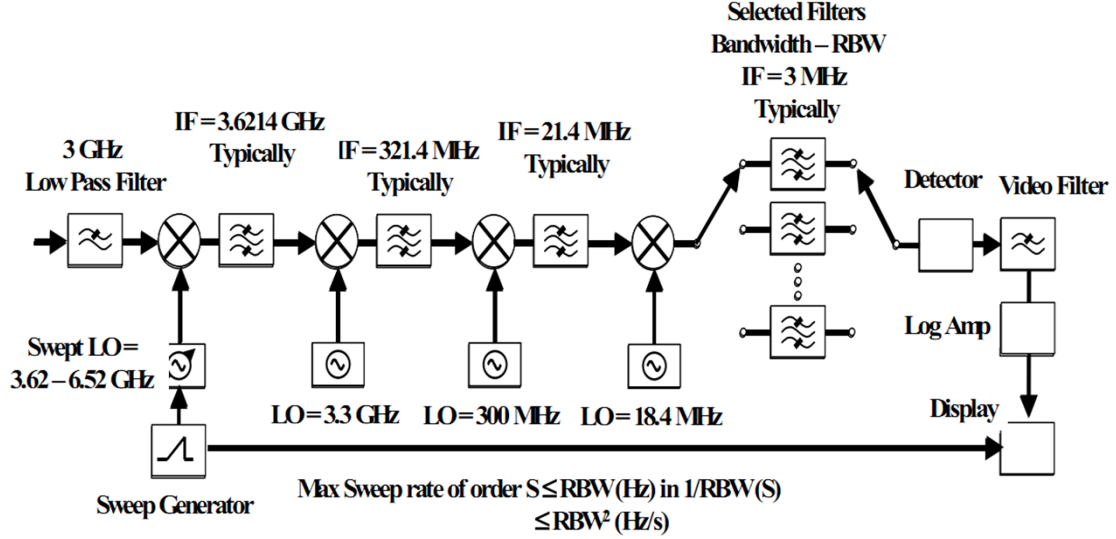 Selected Filters
Bandwidth – RBW
IF = 3 MHz
Typically
IF = 3.6214 GHz
Typically
IF = 321.4 MHz
Typically
IF = 21.4 MHz
Typically
3 GHz
Low Pass Filter
Detector
Video Filter
Log Amp
Swept LO =
3.62 – 6.52 GHz
LO = 3.3 GHz
LO = 300 MHz
LO = 18.4 MHz
Display
Sweep Generator
Max Sweep rate of order S ≤ RBW (Hz) in 1/RBW (S)
≤ RBW² (Hz/s)